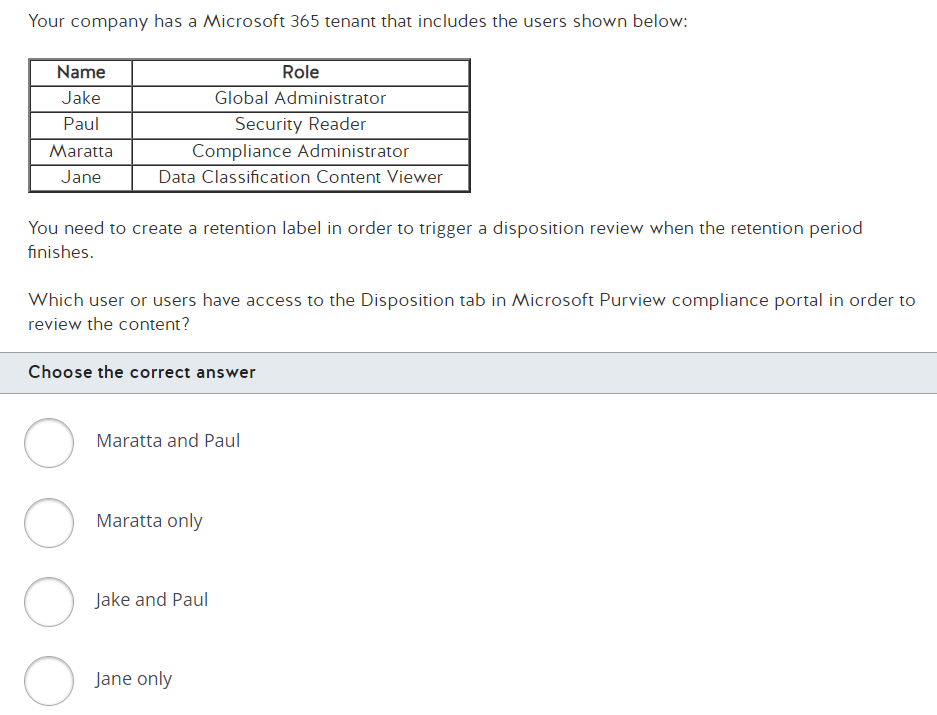 Your company has a Microsoft 365 tenant that includes the users shown below:
Name Role
Jake Global Administrator
Paul Security Reader
Maratta Compliance Administrator
Jane Data Classification Content Viewer
You need to create a retention label in order to trigger a disposition review when the retention period
finishes.
Which user or users have access to the Disposition tab in Microsoft Purview compliance portal in order to
review the content?
Choose the correct answer
Maratta and Paul
Maratta only
Jake and Paul
Jane only